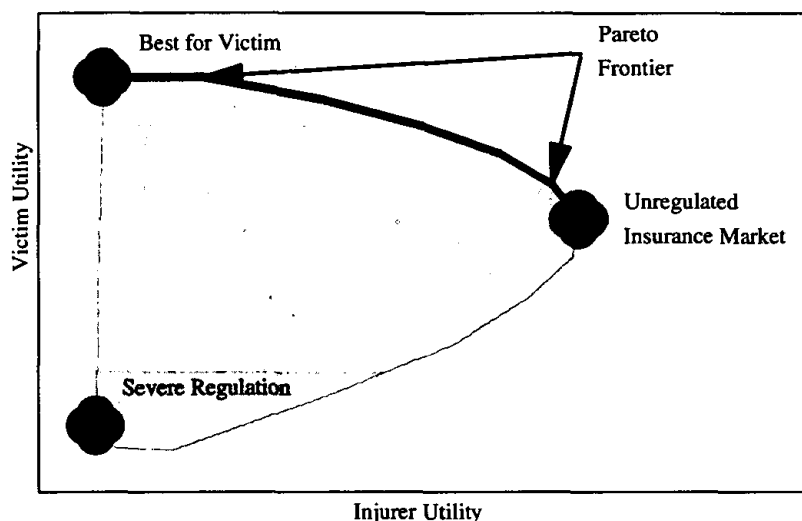 Best for Victim
Pareto
Frontier
Victim Utility
Unregulated
Insurance Market
Severe Regulation
Injurer Utility